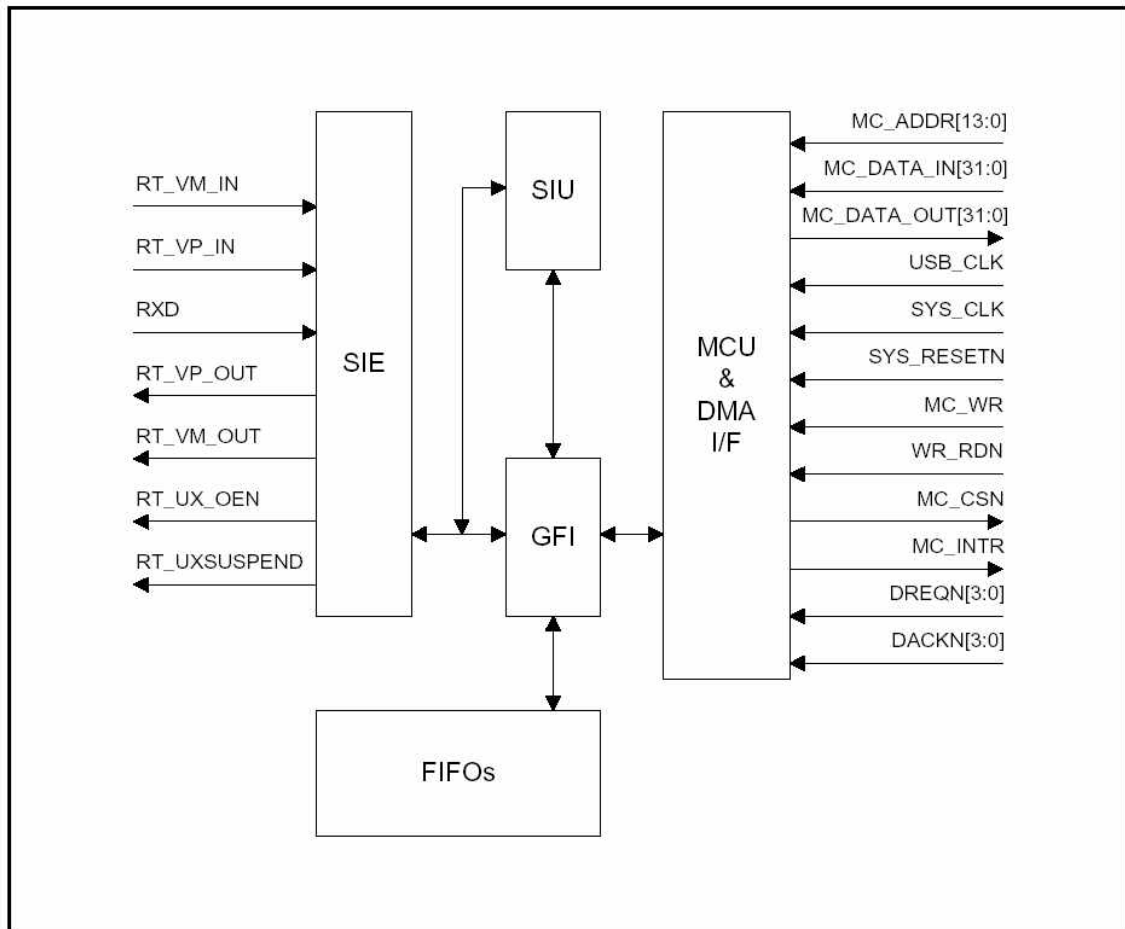 RT_VM_IN
RT_VP_IN
RXD
RT_VP_OUT
RT_VM_OUT
RT_UX_OEN
RT_UXSUSPEND
SIE
SIU
GFI
FIFOs
MCU
&
DMA
I/F
MC_ADDR[13:0]
MC_DATA_IN[31:0]
MC_DATA_OUT[31:0]
USB_CLK
SYS_CLK
SYS_RESETN
MC_WR
WR_RDN
MC_CSN
MC_INTR
DREQN[3:0]
DACKN[3:0]